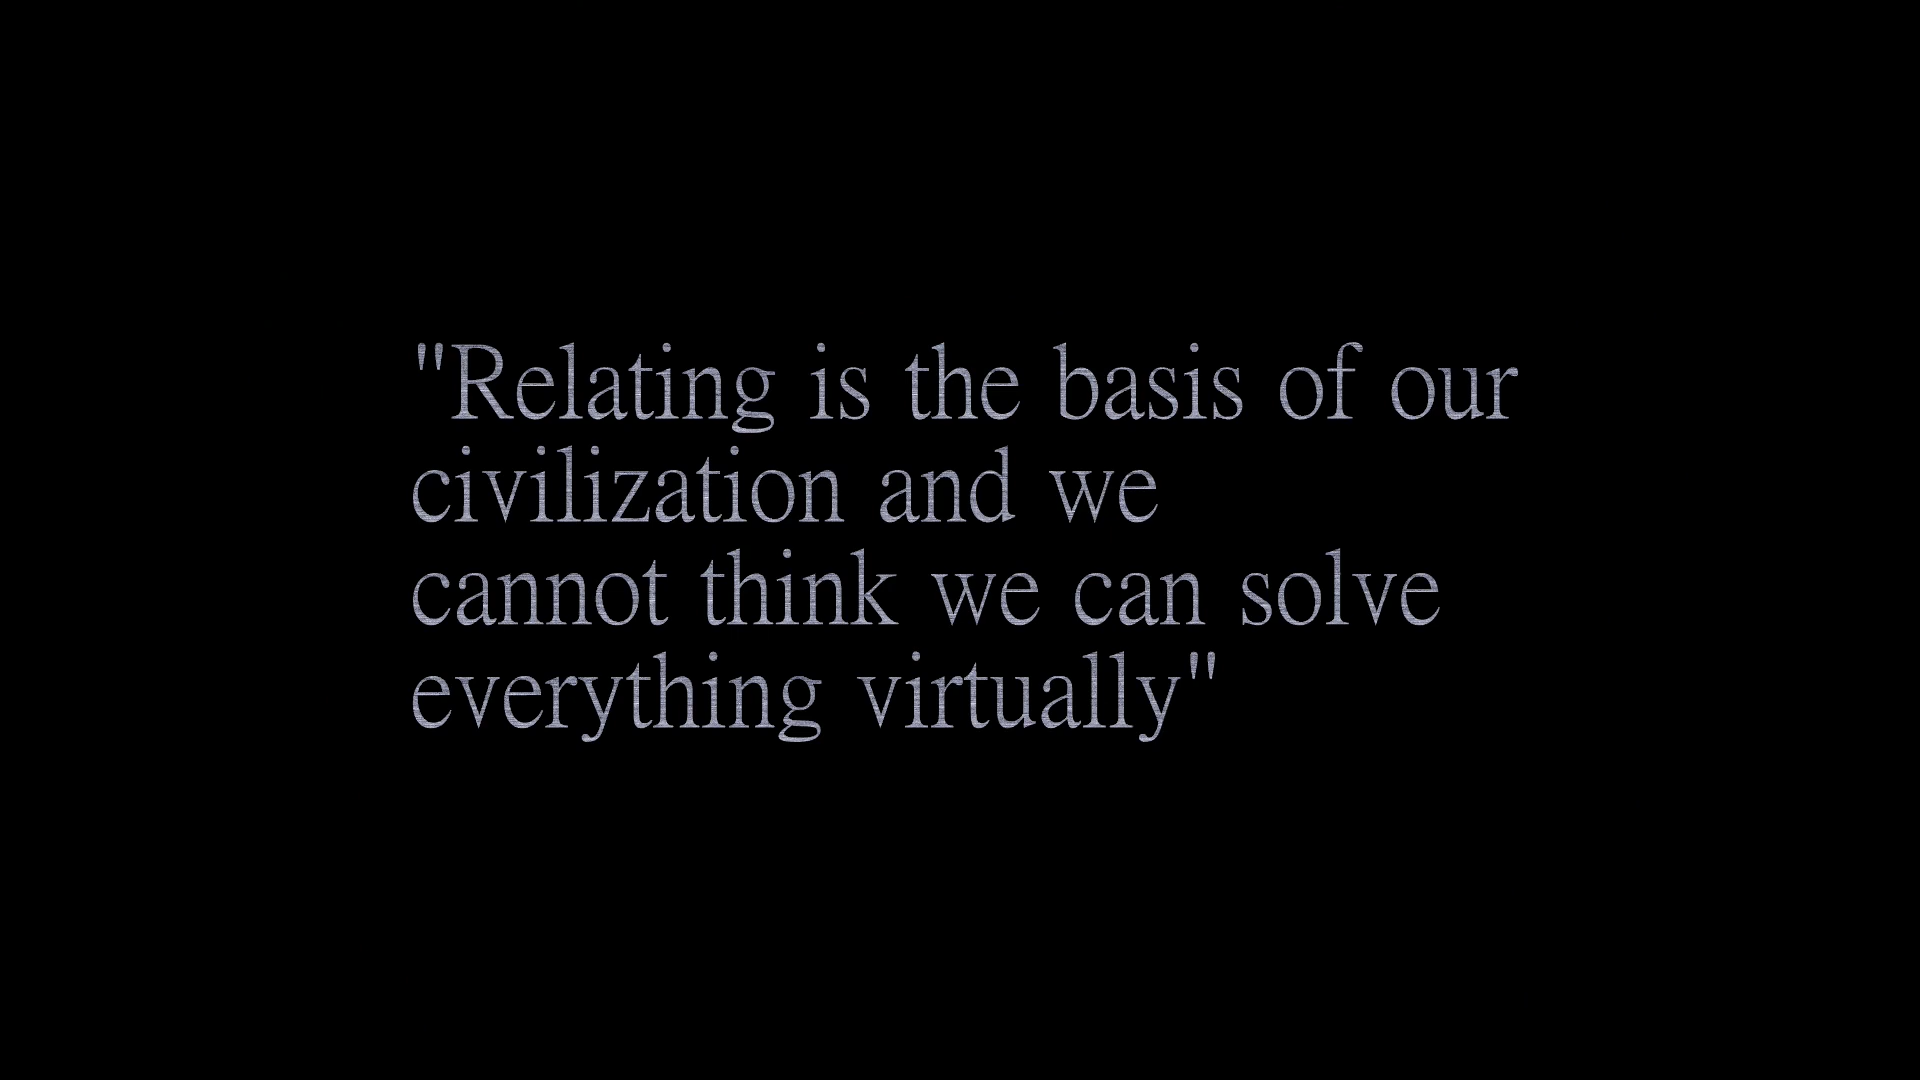 "Relating is the basis of our
civilization and we
cannot think we can solve
everything virtually"